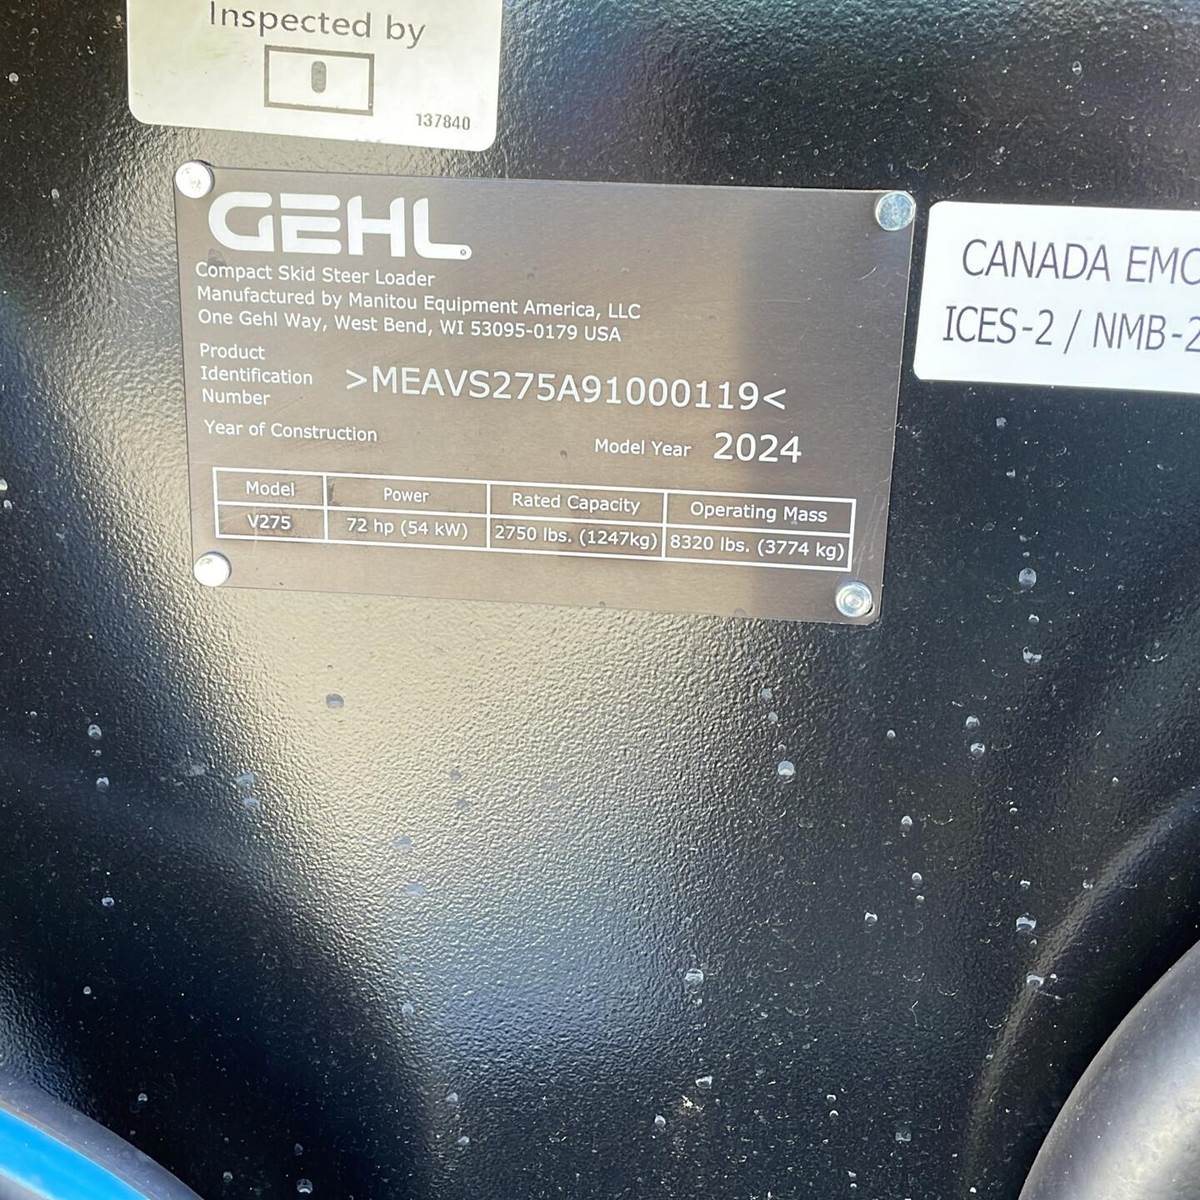 Inspected by
0
137840
GEHL
Compact Skid Steer Loader
Manufactured by Manitou Equipment America, LLC
One Gehl Way, West Bend, WI 53095-0179 USA
Product
Identification
Number
>MEAVS275A91000119<
Year of Construction
Model Year 2024
Model Power Rated Capacity Operating Mass
V275 72 hp (54 kW) 2750 lbs. (1247kg) 8320 lbs. (3774 kg)
CANADA EMC
ICES-2 / NMB-2